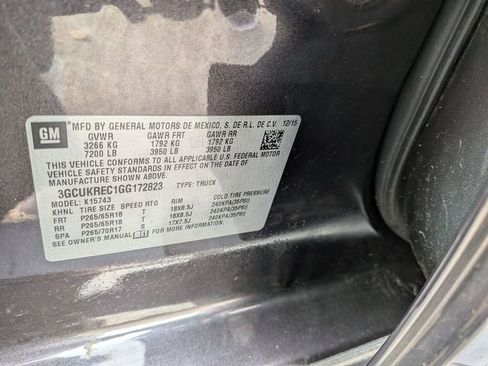 GM
MFD BY GENERAL MOTORS DE MEXICO, S. DE R.L. DE C.V. 12/15
GVWR GAWR FRT GAWR RR
3266 KG 1792 KG 1792 KG
7200 LB 3950 LB 3950 LB
THIS VEHICLE CONFORMS TO ALL APPLICABLE U.S. FEDERAL MOTOR
VEHICLE SAFETY STANDARDS IN EFFECT ON THE DATE OF
MANUFACTURE SHOWN ABOVE.
3GCUKREC1GG172823 TYPE: TRUCK
MODEL: K15743
KHNL TIRE SIZE SPEED RTG RIM COLD TIRE PRESSURE
FRT P265/65R18 T 18X8.5J 240KPA(35PSI)
RR P265/65R18 T 18X8.5J 240KPA(35PSI)
SPA P265/70R17 S 17X7.5J 240KPA(35PSI)
SEE OWNER'S MANUAL FOR MORE INFORMATION.